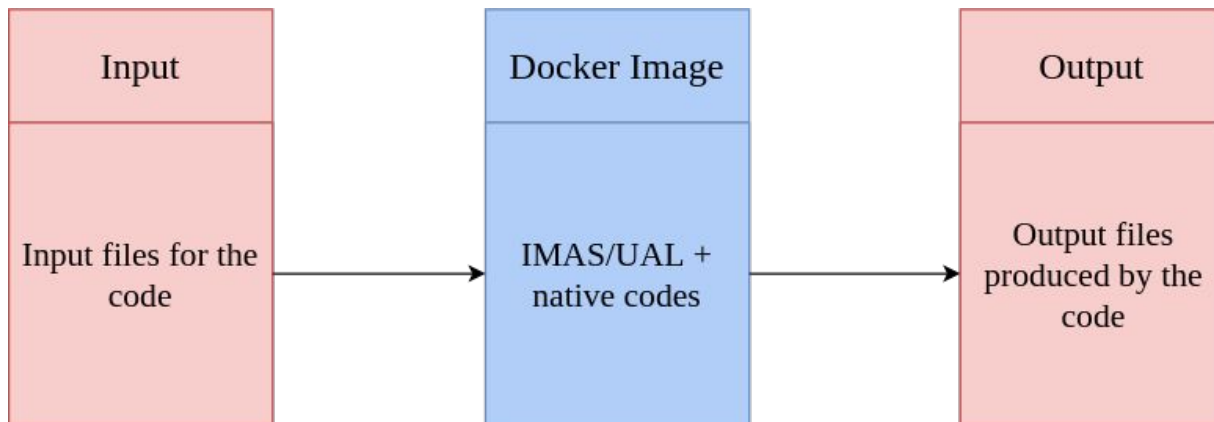 Input
Docker Image
Output
Input files for the
code
IMAS/UAL +
native codes
Output files
produced by the
code